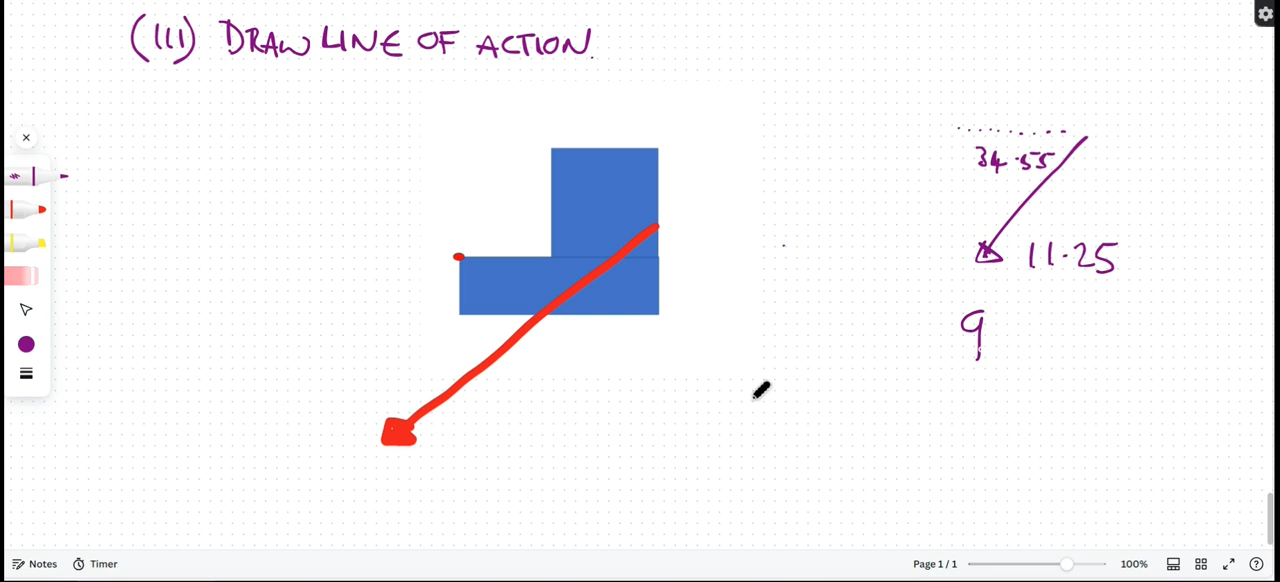 (III) DRAW LINE OF ACTION.
34.55
11.25
9
Notes
Timer
Page 1 / 1
100%